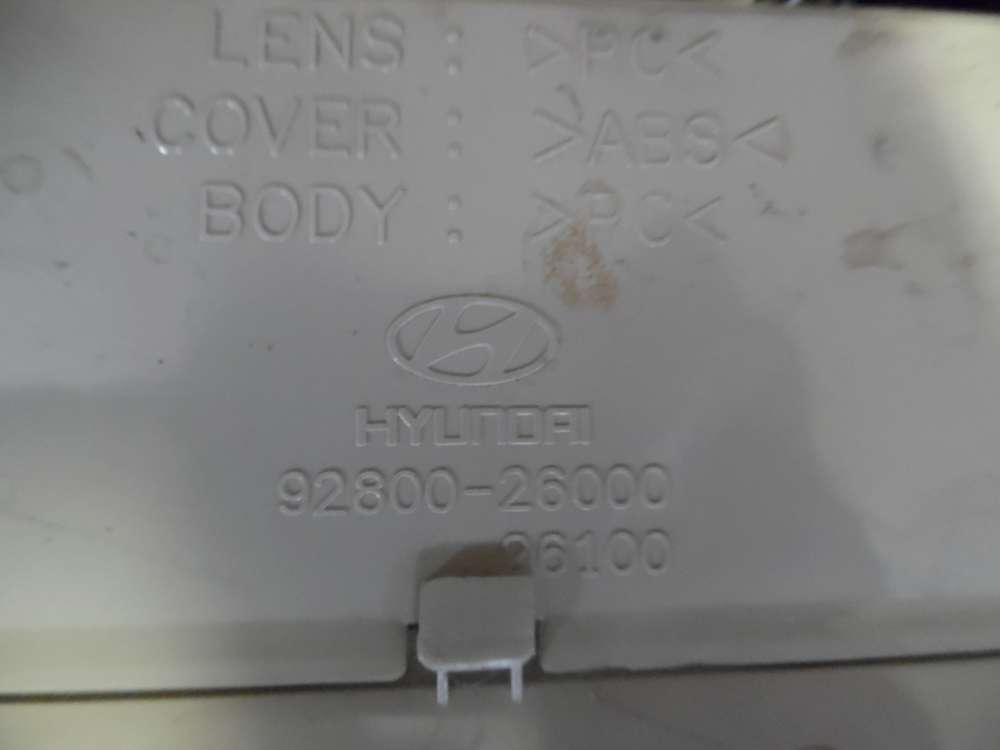 LENS : >PC<
COVER : >ABS<
BODY : >PC<
HYUNDAI
92800-26000
26100